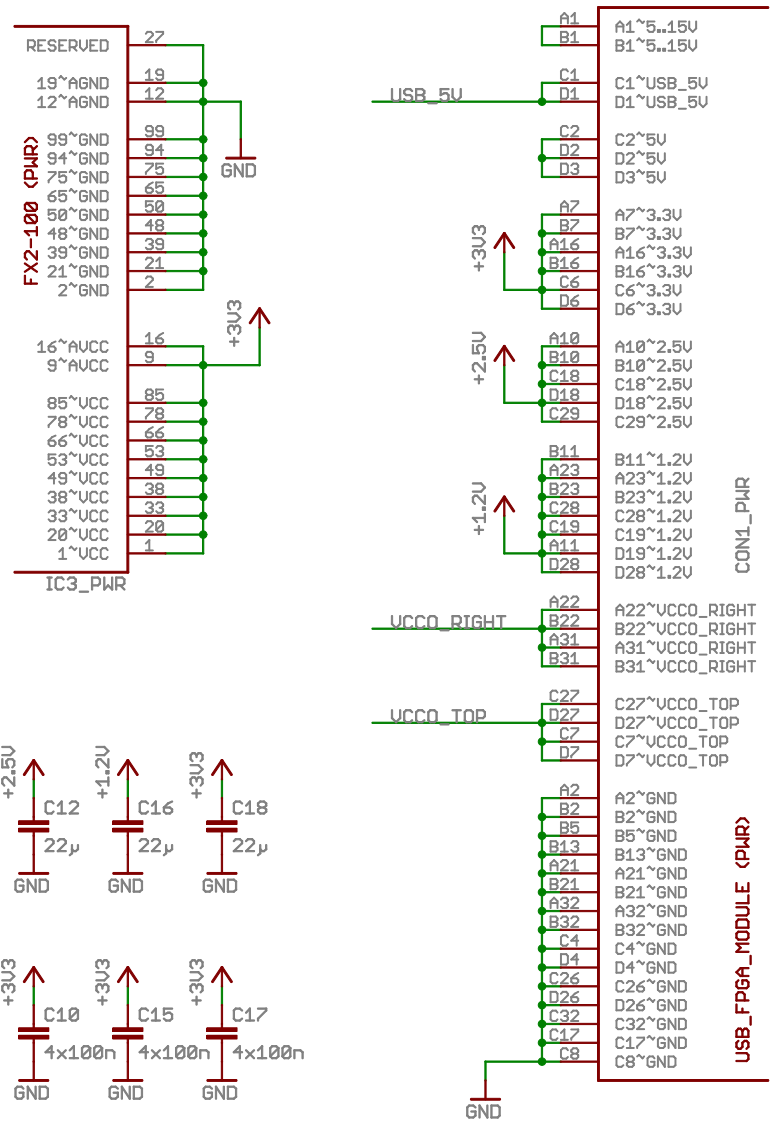 RESERVED 27
19~AGND 19
12~AGND 12
99~GND 99
94~GND 94
75~GND 75
65~GND 65
50~GND 50
48~GND 48
39~GND 39
21~GND 21
2~GND 2
GND
FX2-100 (PWR)
+3V3
16~AVCC 16
9~AVCC 9
85~VCC 85
78~VCC 78
66~VCC 66
53~VCC 53
49~VCC 49
38~VCC 38
33~VCC 33
20~VCC 20
1~VCC 1
IC3_PWR
A1 A1~5..15V
B1 B1~5..15V
C1 C1~USB_5V
USB_5V
D1 D1~USB_5V
C2 C2~5V
D2 D2~5V
D3 D3~5V
+3V3
A7 A7~3.3V
B7 B7~3.3V
A16 A16~3.3V
B16 B16~3.3V
C6 C6~3.3V
D6 D6~3.3V
+2.5V
A10 A10~2.5V
B10 B10~2.5V
C18 C18~2.5V
D18 D18~2.5V
C29 C29~2.5V
+1.2V
B11 B11~1.2V
A23 A23~1.2V
B23 B23~1.2V
C28 C28~1.2V
C19 C19~1.2V
A11 D19~1.2V
D28 D28~1.2V
CON1_PWR
A22 A22~VCCO_RIGHT
VCCO_RIGHT
B22 B22~VCCO_RIGHT
A31 A31~VCCO_RIGHT
B31 B31~VCCO_RIGHT
C27 C27~VCCO_TOP
VCCO_TOP
D27 D27~VCCO_TOP
C7 C7~VCCO_TOP
D7 D7~VCCO_TOP
A2 A2~GND
B2 B2~GND
B5 B5~GND
B13 B13~GND
A21 A21~GND
B21 B21~GND
A32 A32~GND
B32 B32~GND
C4 C4~GND
D4 D4~GND
C26 C26~GND
D26 D26~GND
C32 C32~GND
C17 C17~GND
C8 C8~GND
GND
USB_FPGA_MODULE (PWR)
+2.5V
C12
22µ
GND
+1.2V
C16
22µ
GND
+3V3
C18
22µ
GND
+3V3
C10
4x100n
GND
+3V3
C15
4x100n
GND
+3V3
C17
4x100n
GND